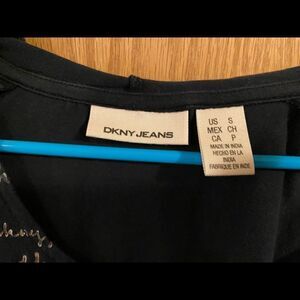 DKNY JEANS
US S
MEX CH
CA P
MADE IN INDIA
HECHO EN LA
INDIA
FABRIQUE EN INDE